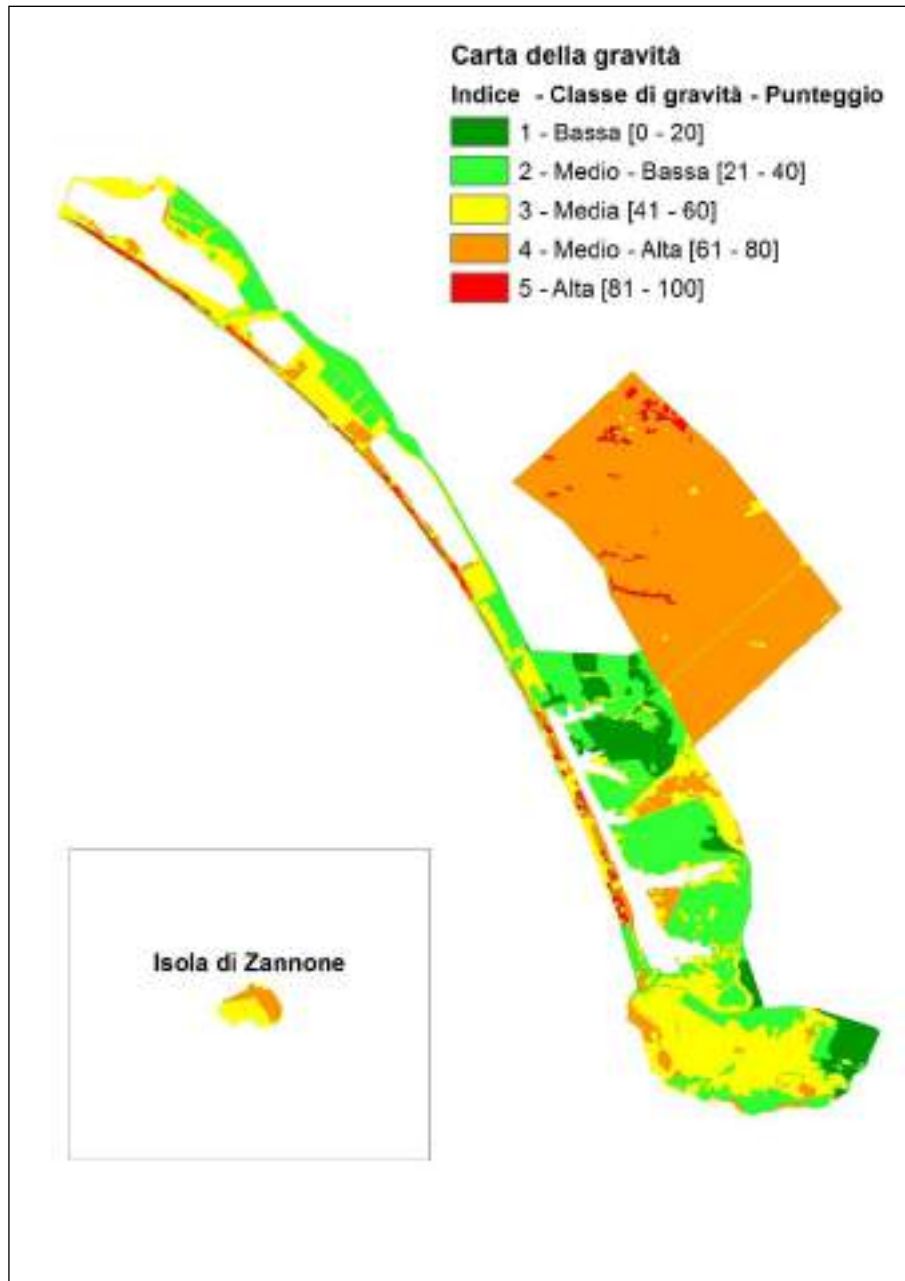 Carta della gravità
Indice - Classe di gravità - Punteggio
1 - Bassa [0 - 20]
2 - Medio - Bassa [21 - 40]
3 - Media [41 - 60]
4 - Medio - Alta [61 - 80]
5 - Alta [81 - 100]
Isola di Zannone